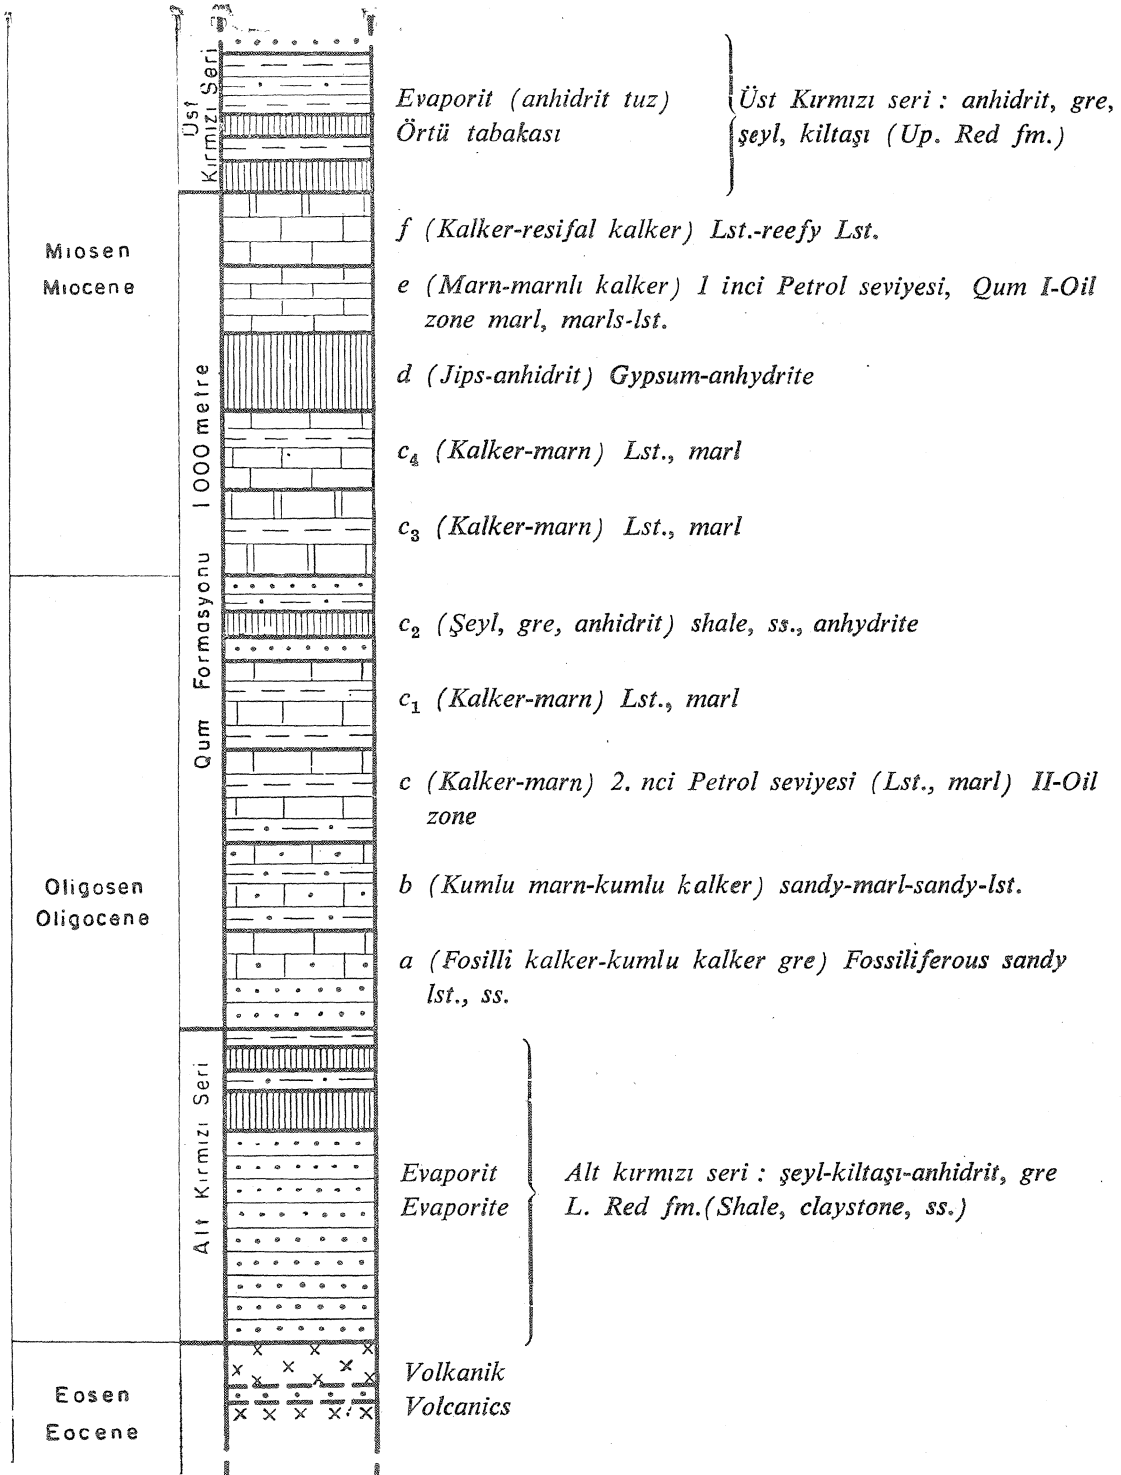 Üst
Kırmızı Seri
Evaporit (anhidrit tuz)
Örtü tabakası
Üst Kırmızı seri : anhidrit, gre,
şeyl, kiltaşı (Up. Red fm.)
Mıosen
Mıocene
Qum Formasyonu 1000 metre
f (Kalker-resifal kalker) Lst.-reefy Lst.
e (Marn-marnlı kalker) 1 inci Petrol seviyesi, Qum I-Oil
zone marl, marls-lst.
d (Jips-anhidrit) Gypsum-anhydrite
c₄ (Kalker-marn) Lst., marl
c₃ (Kalker-marn) Lst., marl
c₂ (Şeyl, gre, anhidrit) shale, ss., anhydrite
c₁ (Kalker-marn) Lst., marl
c (Kalker-marn) 2. nci Petrol seviyesi (Lst., marl) II-Oil
zone
Oligosen
Oligocene
b (Kumlu marn-kumlu kalker) sandy-marl-sandy-lst.
a (Fosilli kalker-kumlu kalker gre) Fossiliferous sandy
lst., ss.
Alt Kırmızı Seri
Evaporit
Evaporite
Alt kırmızı seri : şeyl-kiltaşı-anhidrit, gre
L. Red fm.(Shale, claystone, ss.)
Eosen
Eocene
Volkanik
Volcanics